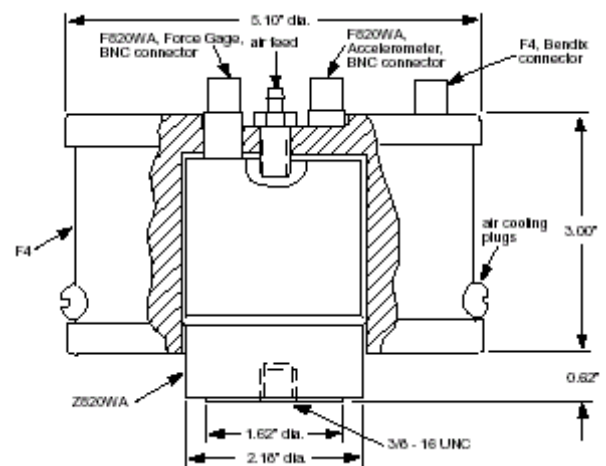 5.10" dia.
F820WA, Force Gage,
BNC connector
air feed
F820WA,
Accelerometer,
BNC connector
F4, Bendix
connector
F4
air cooling
plugs
3.00"
Z820WA
0.62"
1.62" dia.
3/8 - 16 UNC
2.18" dia.